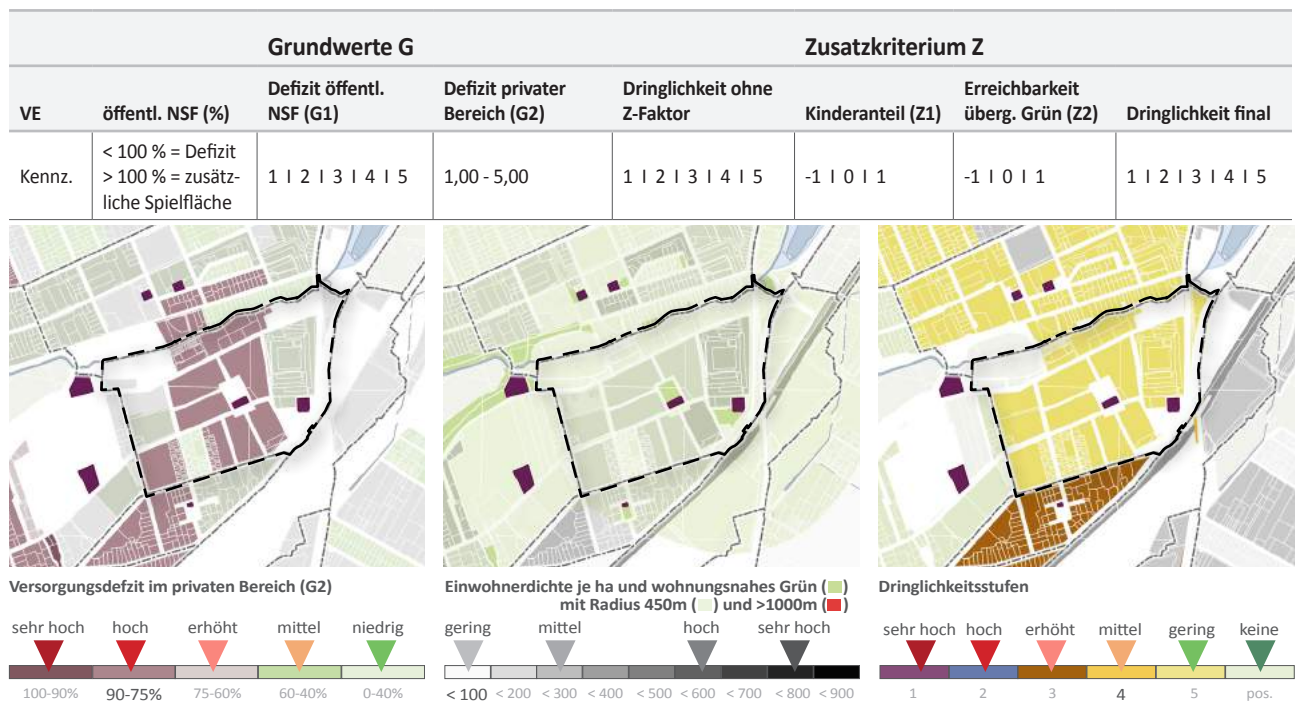 Grundwerte G Zusatzkriterium Z
VE öffentl. NSF (%) Defizit öffentl. NSF (G1) Defizit privater Bereich (G2) Dringlichkeit ohne Z-Faktor Kinderanteil (Z1) Erreichbarkeit überg. Grün (Z2) Dringlichkeit final
Kennz. < 100 % = Defizit > 100 % = zusätz- liche Spielfläche 1 I 2 I 3 I 4 I 5 1,00 - 5,00 1 I 2 I 3 I 4 I 5 -1 I 0 I 1 -1 I 0 I 1 1 I 2 I 3 I 4 I 5
Versorgungsdefzit im privaten Bereich (G2)
sehr hoch hoch erhöht mittel niedrig
100-90% 90-75% 75-60% 60-40% 0-40%
Einwohnerdichte je ha und wohnungsnahes Grün ( )
mit Radius 450m ( ) und >1000m ( )
gering mittel hoch sehr hoch
< 100 < 200 < 300 < 400 < 500 < 600 < 700 < 800 < 900
Dringlichkeitsstufen
sehr hoch hoch erhöht mittel gering keine
1 2 3 4 5 pos.